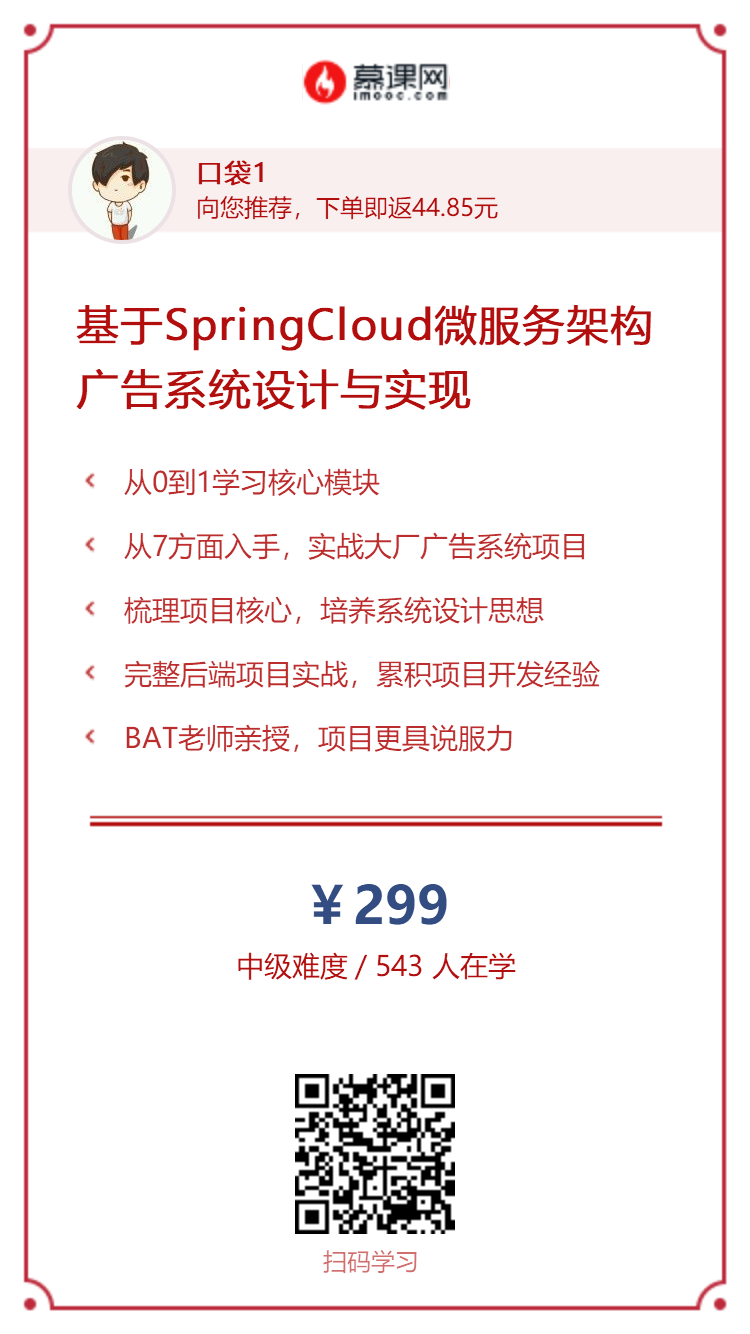 慕课网
imooc.com
口袋1
向您推荐，下单即返44.85元
基于SpringCloud微服务架构
广告系统设计与实现
从0到1学习核心模块
从7方面入手，实战大厂广告系统项目
梳理项目核心，培养系统设计思想
完整后端项目实战，累积项目开发经验
BAT老师亲授，项目更具说服力
￥299
中级难度 / 543 人在学
扫码学习